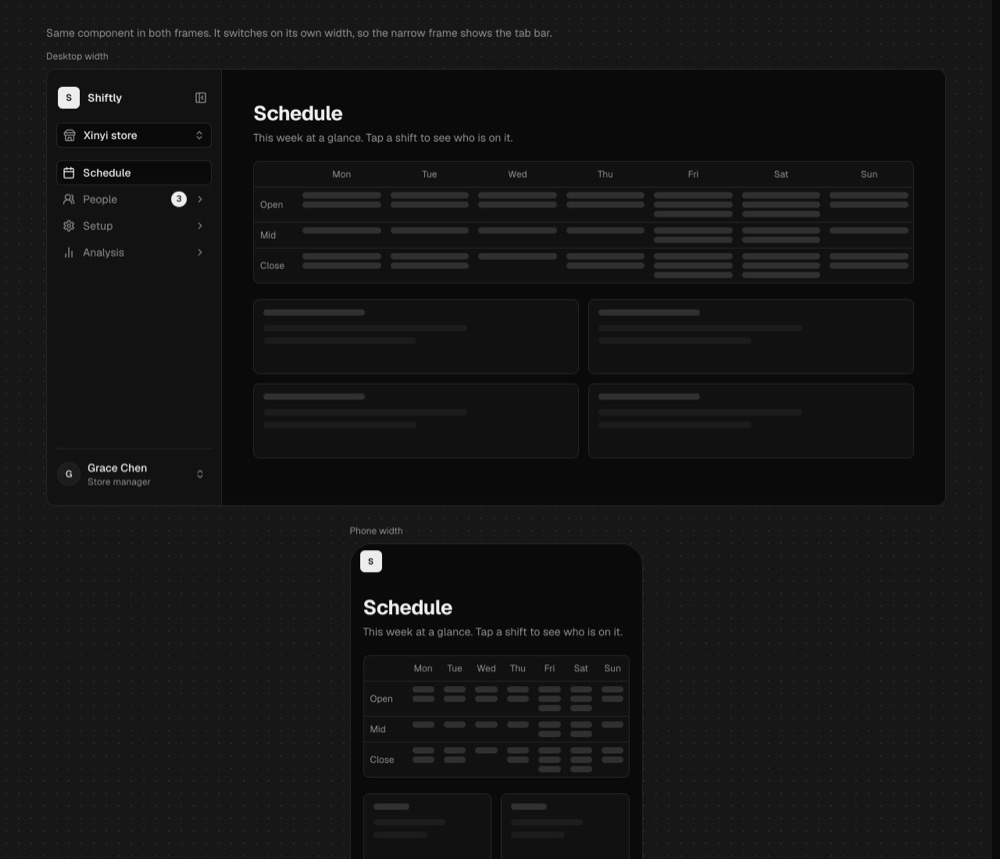 Same component in both frames. It switches on its own width, so the narrow frame shows the tab bar.
Desktop width
S Shiftly
Xinyi store
Schedule
People 3
Setup
Analysis
G
Grace Chen
Store manager
Schedule
This week at a glance. Tap a shift to see who is on it.
Mon Tue Wed Thu Fri Sat Sun
Open
Mid
Close
Phone width
S
Schedule
This week at a glance. Tap a shift to see who is on it.
Mon Tue Wed Thu Fri Sat Sun
Open
Mid
Close